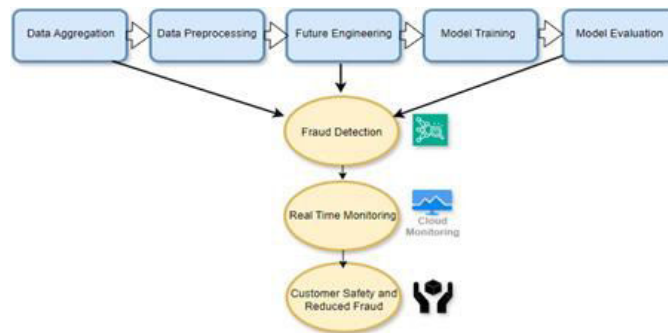 Data Aggregation
Data Preprocessing
Future Engineering
Model Training
Model Evaluation
Fraud Detection
Real Time Monitoring
Cloud
Monitoring
Customer Safety and
Reduced Fraud